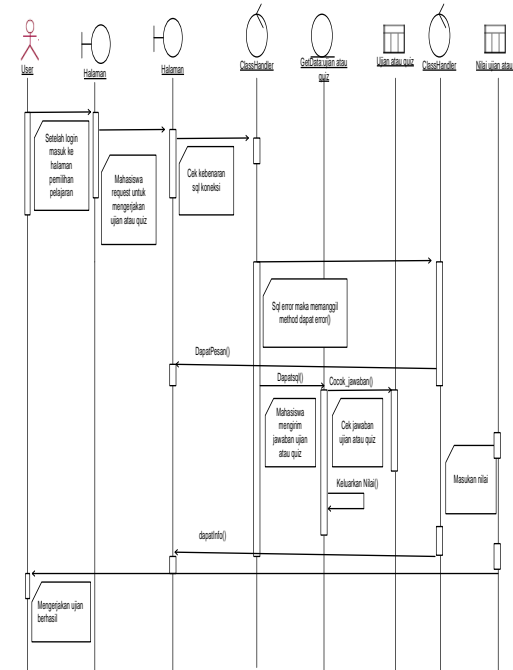 User
Halaman
Halaman
ClassHandler
GetData:ujian atau
quiz
Ujian atau quiz
ClassHandler
Nilai ujian atau
Setelah login
masuk ke
halaman
pemilihan
pelajaran
Mahasiswa
request untuk
mengerjakan
ujian atau quiz
Cek kebenaran
sql koneksi
Sql error maka memanggil
method dapat error()
DapatPesan()
Dapatsql()
Cocok_jawaban()
Mahasiswa
mengirim
jawaban ujian
atau quiz
Cek jawaban
ujian atau quiz
Keluarkan Nilai()
Masukan nilai
dapatInfo()
Mengerjakan ujian
berhasil